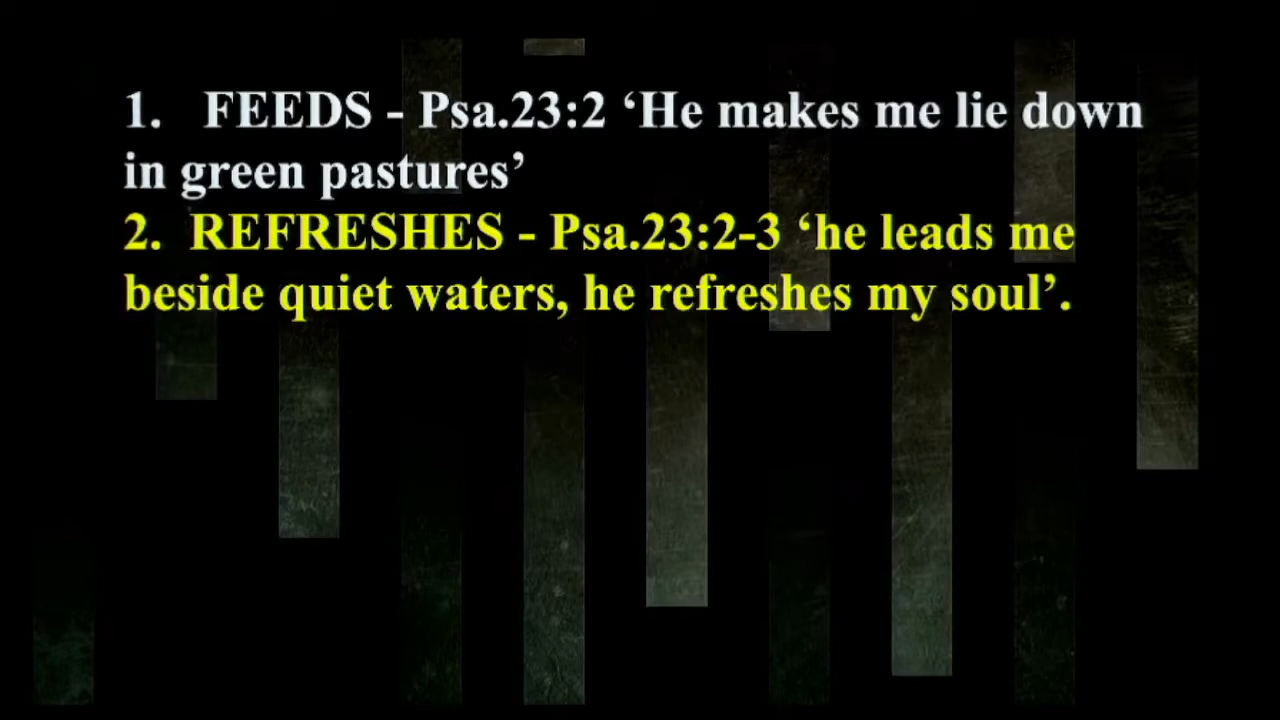 1. FEEDS - Psa.23:2 ‘He makes me lie down
in green pastures’
2. REFRESHES - Psa.23:2-3 ‘he leads me
beside quiet waters, he refreshes my soul’.